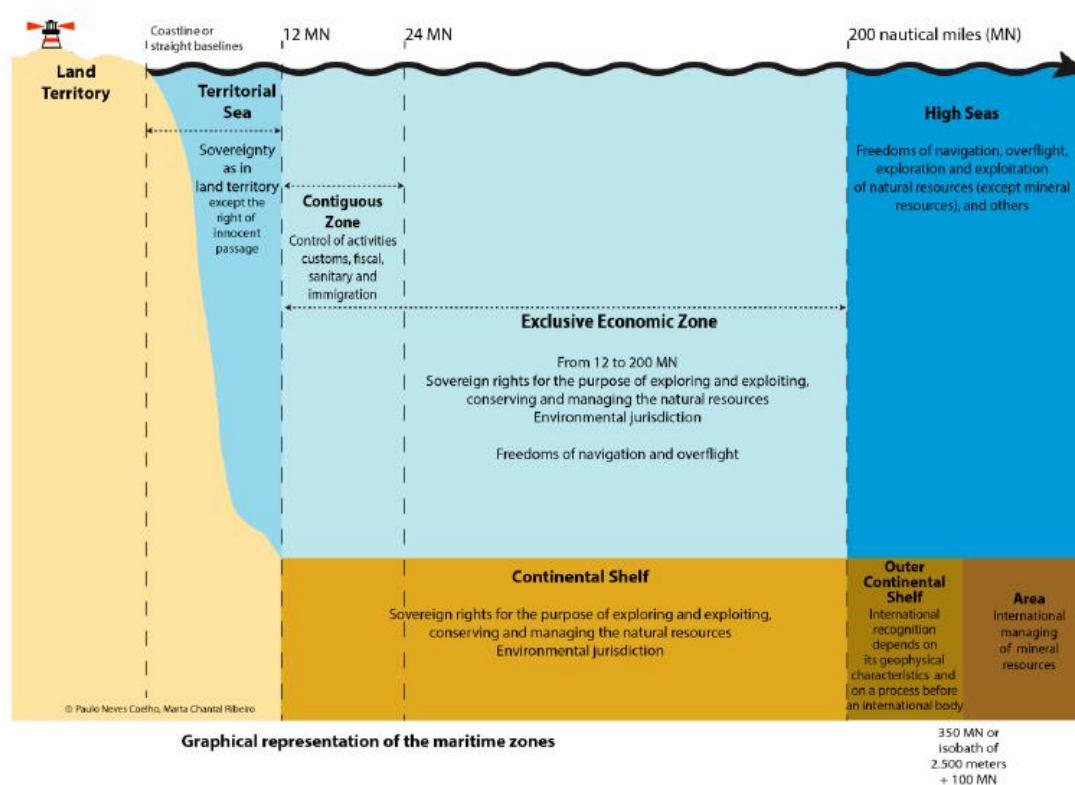 Coastline or
straight baselines
12 MN
24 MN
200 nautical miles (MN)
Land
Territory
Territorial
Sea
Sovereignty
as in
land territory
except the
right of
innocent
passage
Contiguous
Zone
Control of activities
customs, fiscal,
sanitary and
immigration
High Seas
Freedoms of navigation, overflight,
exploration and exploitation
of natural resources (except mineral
resources), and others
Exclusive Economic Zone
From 12 to 200 MN
Sovereign rights for the purpose of exploring and exploiting,
conserving and managing the natural resources
Environmental jurisdiction
Freedoms of navigation and overflight
Continental Shelf
Sovereign rights for the purpose of exploring and exploiting,
conserving and managing the natural resources
Environmental jurisdiction
Outer
Continental
Shelf
International
recognition
depends on
its geophysical
characteristics and
on a process before
an international body
Area
International
managing
of mineral
resources
© Paulo Neves Coelho, Marta Chantal Ribeiro
Graphical representation of the maritime zones
350 MN or
isobath of
2.500 meters
+ 100 MN